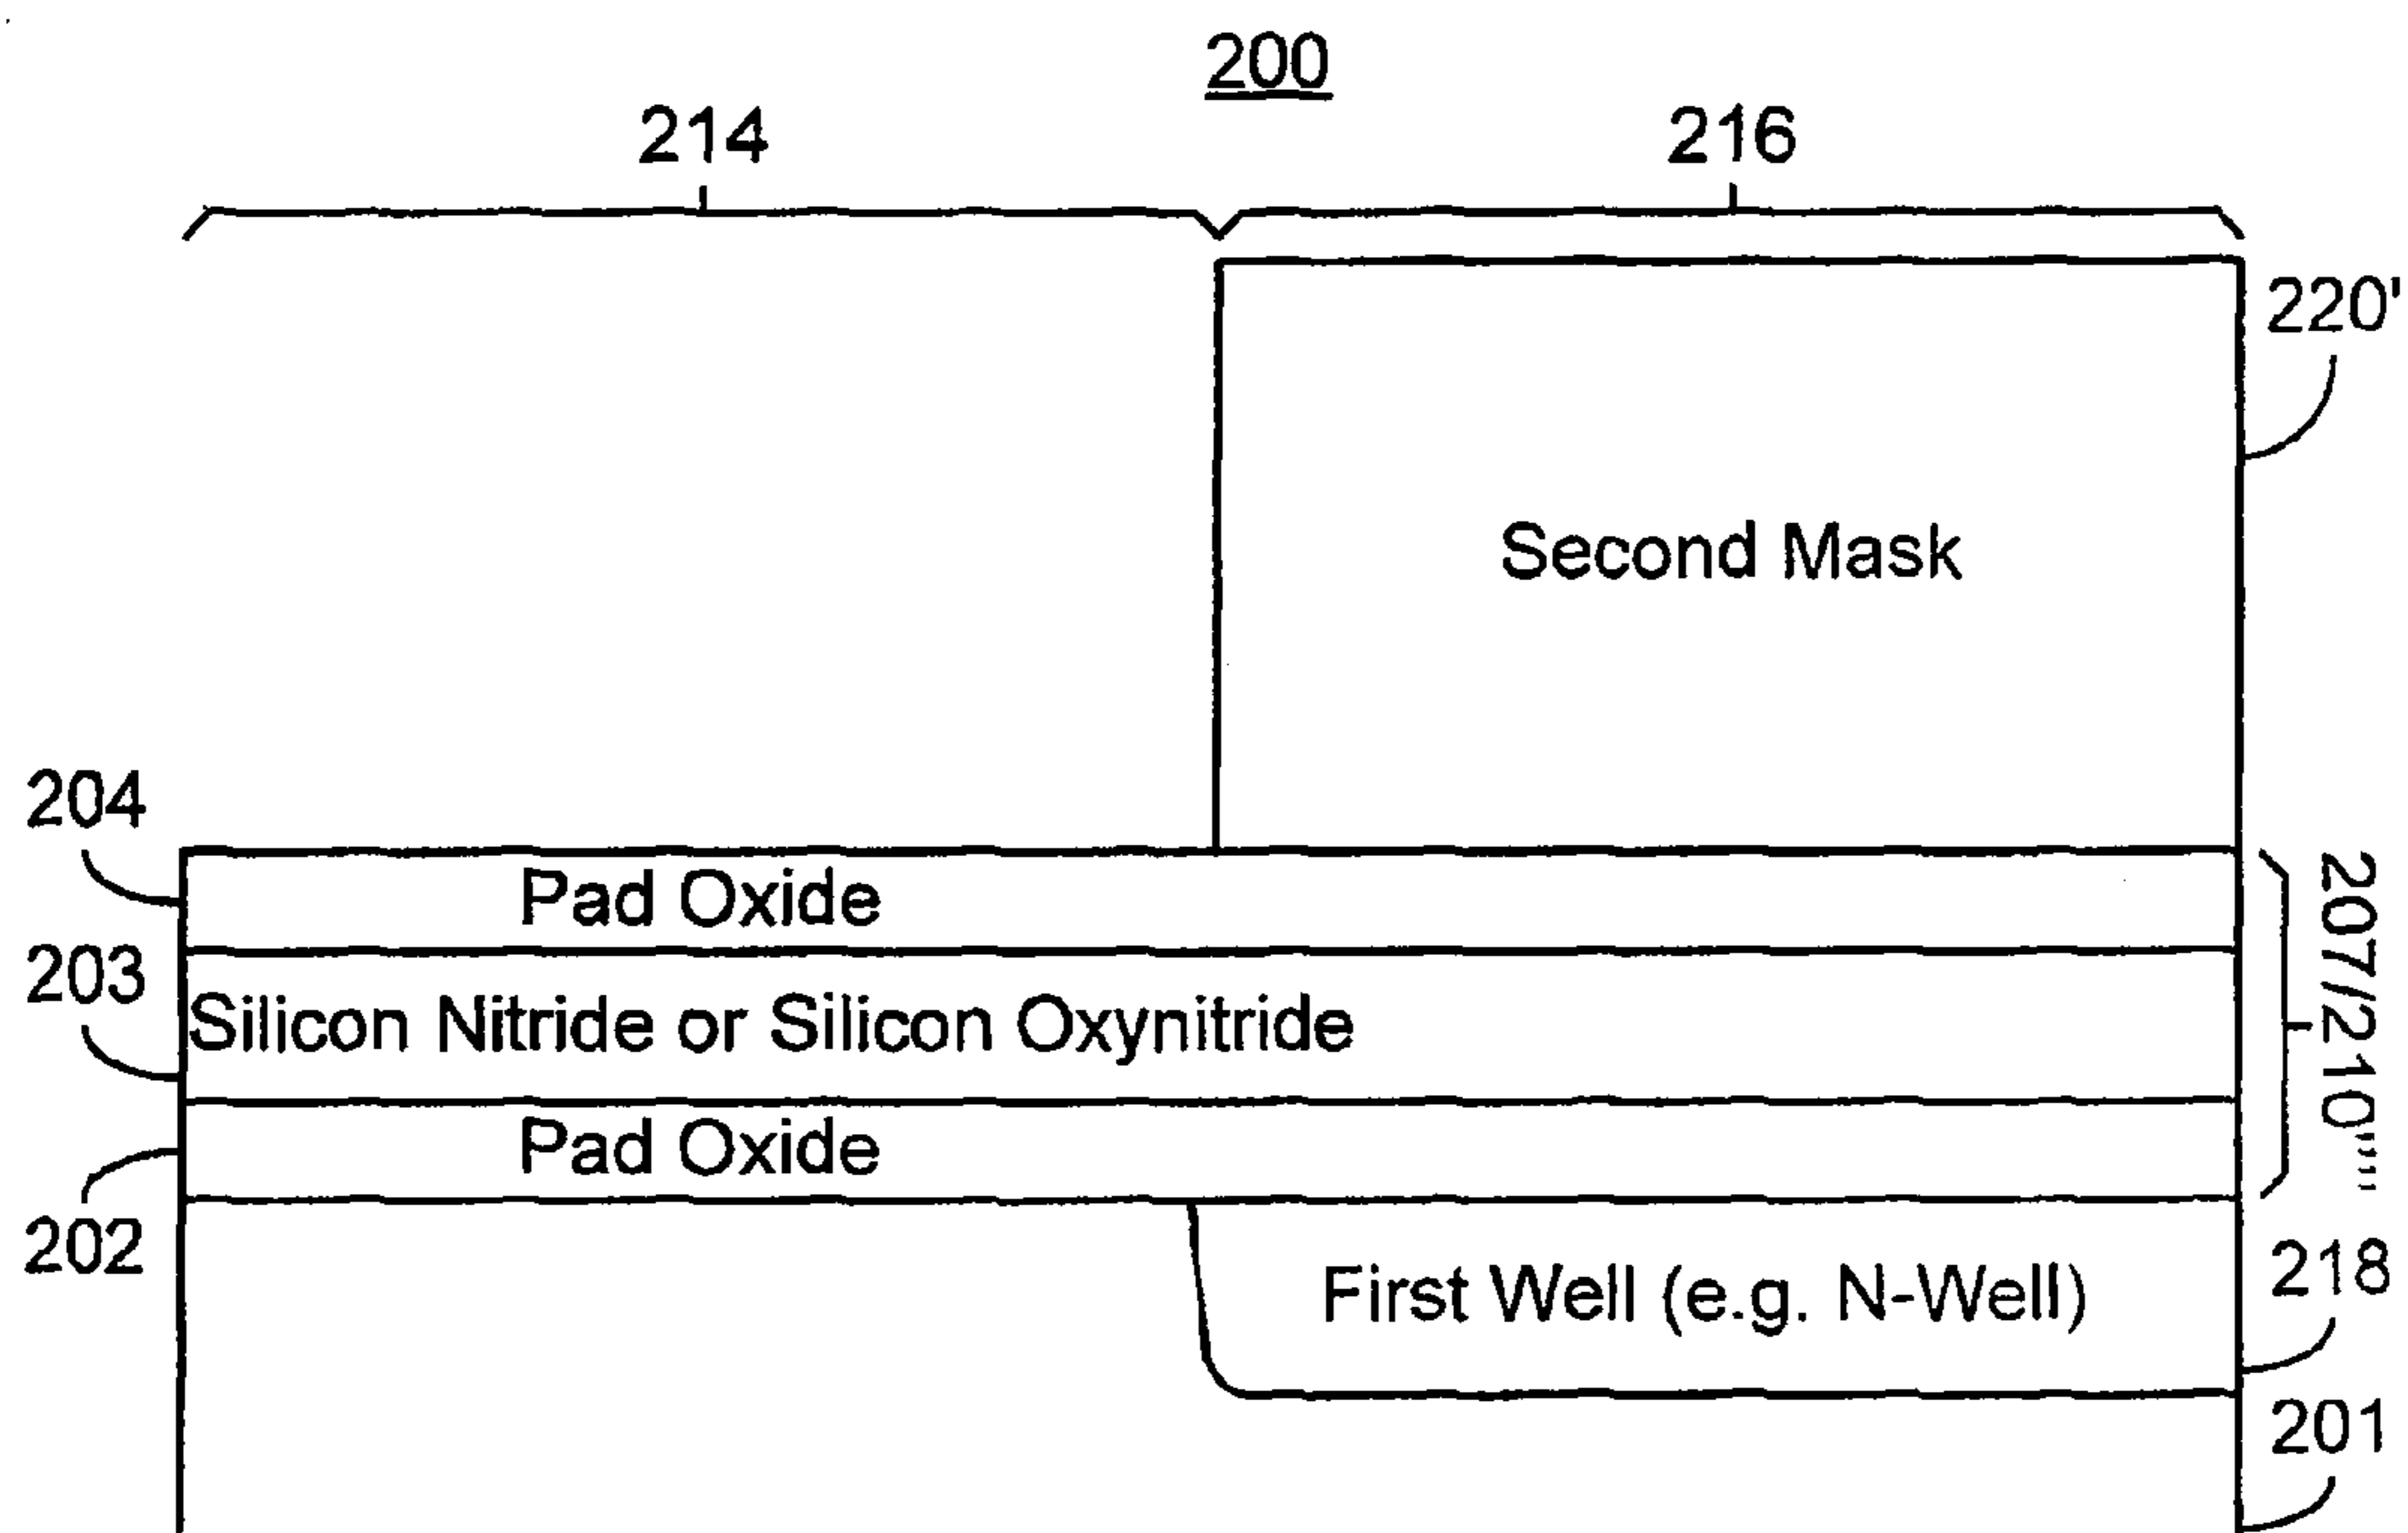 200
214
216
220'
Second Mask
204
Pad Oxide
203
Silicon Nitride or Silicon Oxynitride
207/210'''''
Pad Oxide
202
218
First Well (e.g. N-Well)
201